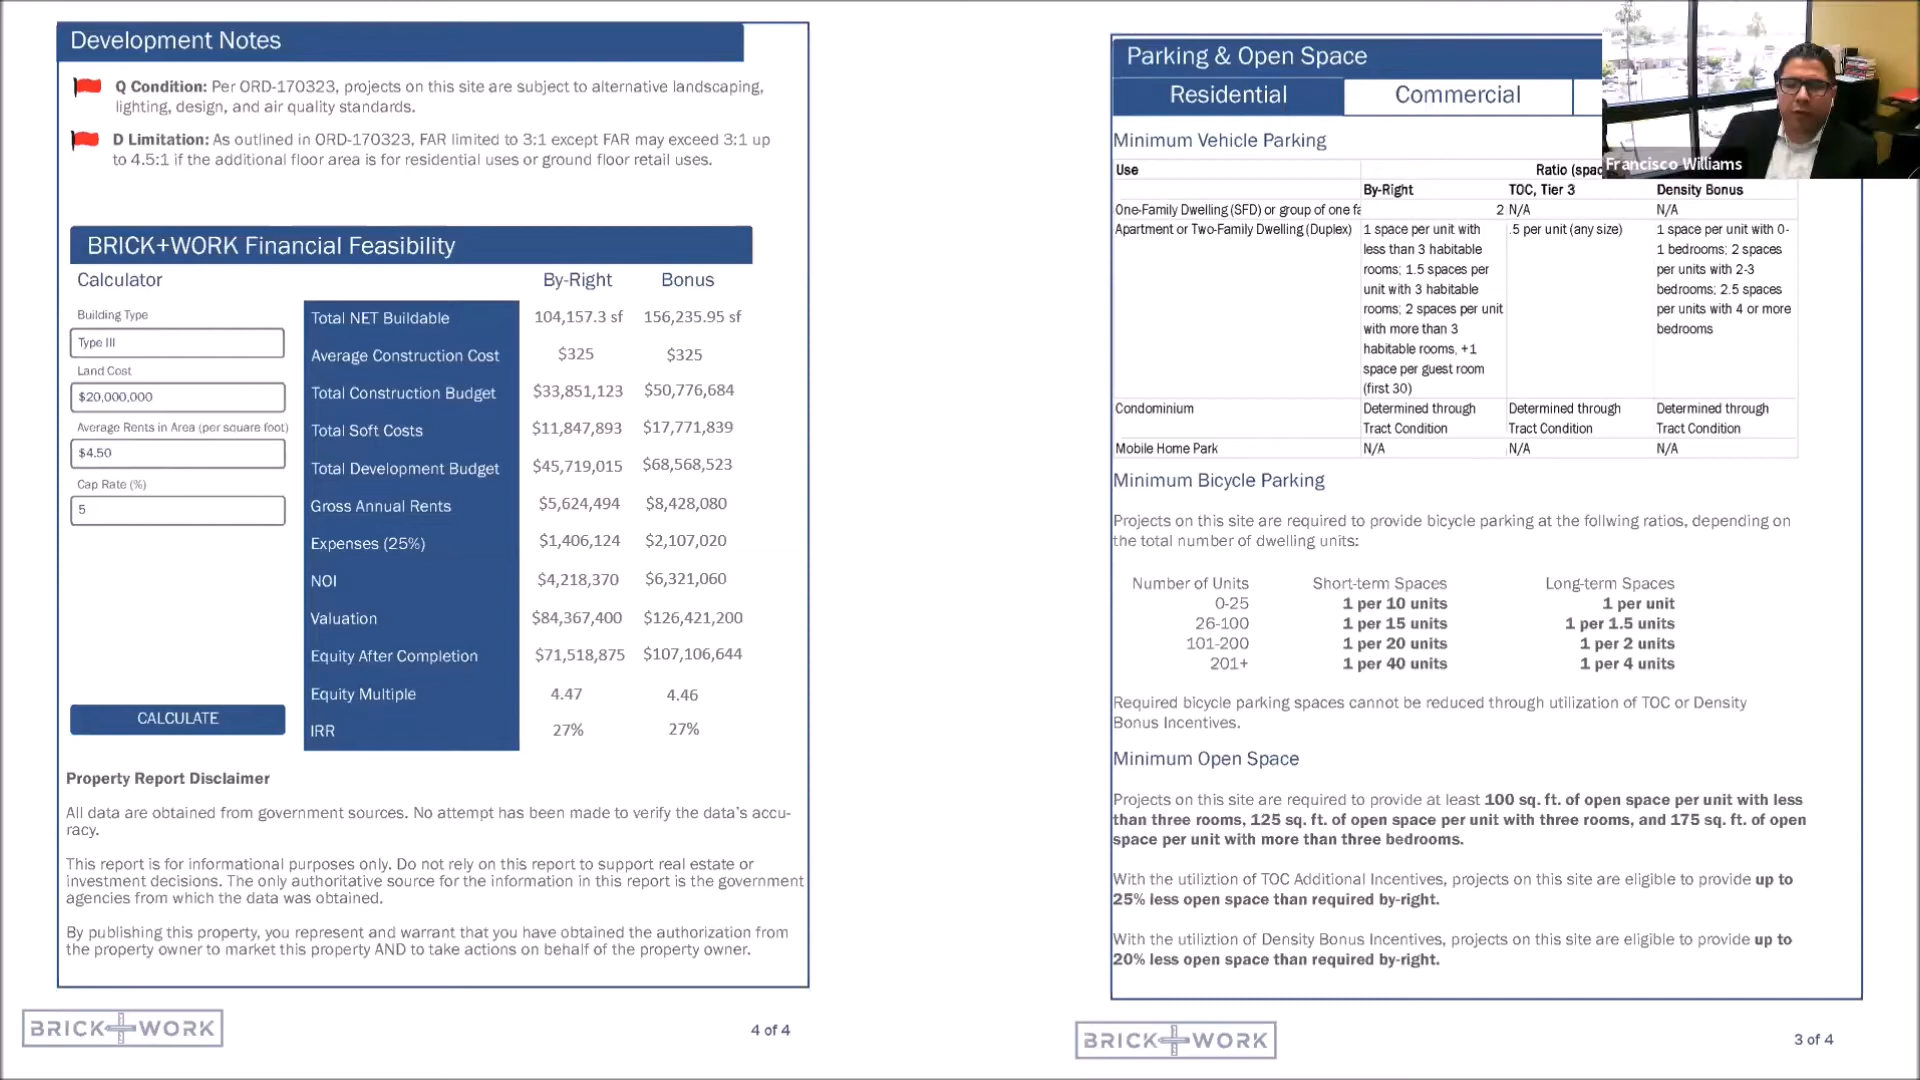 Development Notes
Q Condition: Per ORD-170323, projects on this site are subject to alternative landscaping,
lighting, design, and air quality standards.
D Limitation: As outlined in ORD-170323, FAR limited to 3:1 except FAR may exceed 3:1 up
to 4.5:1 if the additional floor area is for residential uses or ground floor retail uses.
BRICK+WORK Financial Feasibility
Calculator By-Right Bonus
Building Type
Type III
Land Cost
$20,000,000
Average Rents in Area (per square foot)
$4.50
Cap Rate (%)
5
CALCULATE
Total NET Buildable 104,157.3 sf 156,235.95 sf
Average Construction Cost $325 $325
Total Construction Budget $33,851,123 $50,776,684
Total Soft Costs $11,847,893 $17,771,839
Total Development Budget $45,719,015 $68,568,523
Gross Annual Rents $5,624,494 $8,428,080
Expenses (25%) $1,406,124 $2,107,020
NOI $4,218,370 $6,321,060
Valuation $84,367,400 $126,421,200
Equity After Completion $71,518,875 $107,106,644
Equity Multiple 4.47 4.46
IRR 27% 27%
Property Report Disclaimer
All data are obtained from government sources. No attempt has been made to verify the data's accu-
racy.
This report is for informational purposes only. Do not rely on this report to support real estate or
investment decisions. The only authoritative source for the information in this report is the government
agencies from which the data was obtained.
By publishing this property, you represent and warrant that you have obtained the authorization from
the property owner to market this property AND to take actions on behalf of the property owner.
BRICK WORK
4 of 4
Parking & Open Space
Residential Commercial
Francisco Williams
Minimum Vehicle Parking
Use Ratio (spac
By-Right TOC, Tier 3 Density Bonus
One-Family Dwelling (SFD) or group of one fa 2 N/A N/A
Apartment or Two-Family Dwelling (Duplex) 1 space per unit with .5 per unit (any size) 1 space per unit with 0-
less than 3 habitable 1 bedrooms; 2 spaces
rooms; 1.5 spaces per per units with 2-3
unit with 3 habitable bedrooms; 2.5 spaces
rooms; 2 spaces per unit per units with 4 or more
with more than 3 bedrooms
habitable rooms, +1
space per guest room
(first 30)
Condominium Determined through Determined through Determined through
Tract Condition Tract Condition Tract Condition
Mobile Home Park N/A N/A N/A
Minimum Bicycle Parking
Projects on this site are required to provide bicycle parking at the follwing ratios, depending on
the total number of dwelling units:
Number of Units Short-term Spaces Long-term Spaces
0-25 1 per 10 units 1 per unit
26-100 1 per 15 units 1 per 1.5 units
101-200 1 per 20 units 1 per 2 units
201+ 1 per 40 units 1 per 4 units
Required bicycle parking spaces cannot be reduced through utilization of TOC or Density
Bonus Incentives.
Minimum Open Space
Projects on this site are required to provide at least 100 sq. ft. of open space per unit with less
than three rooms, 125 sq. ft. of open space per unit with three rooms, and 175 sq. ft. of open
space per unit with more than three bedrooms.
With the utiliztion of TOC Additional Incentives, projects on this site are eligible to provide up to
25% less open space than required by-right.
With the utiliztion of Density Bonus Incentives, projects on this site are eligible to provide up to
20% less open space than required by-right.
BRICK WORK
3 of 4